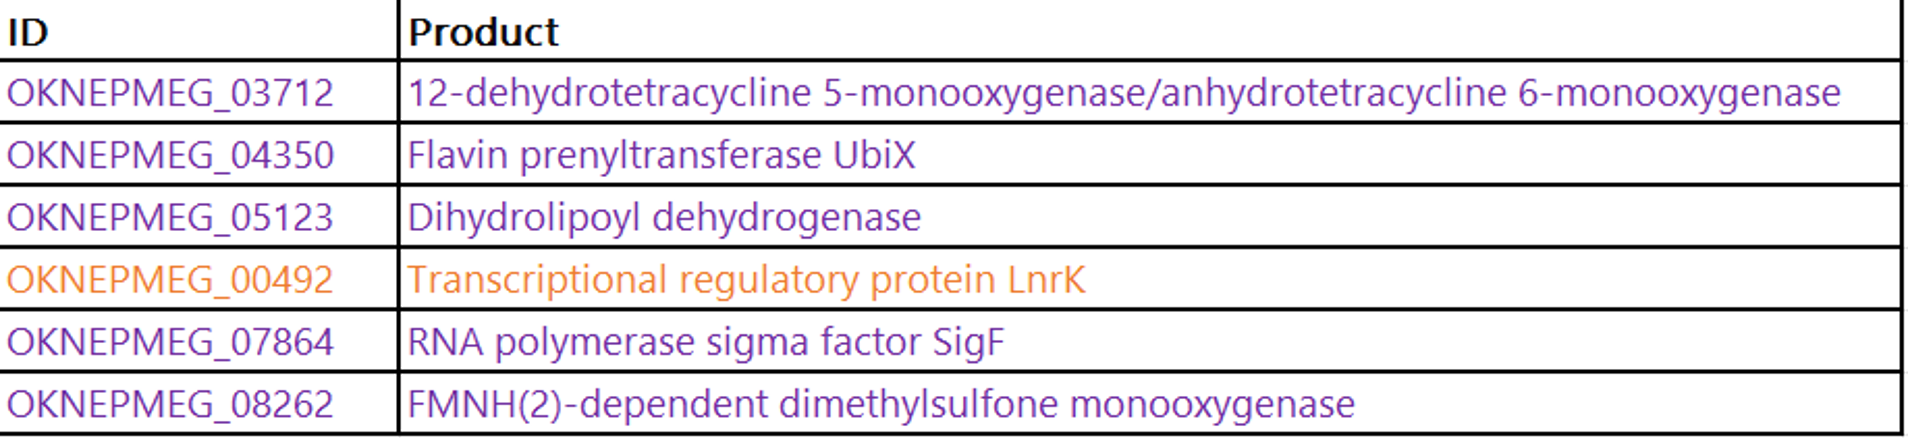 ID Product
OKNEPMEG_03712 12-dehydrotetracycline 5-monooxygenase/anhydrotetracycline 6-monooxygenase
OKNEPMEG_04350 Flavin prenyltransferase UbiX
OKNEPMEG_05123 Dihydrolipoyl dehydrogenase
OKNEPMEG_00492 Transcriptional regulatory protein LnrK
OKNEPMEG_07864 RNA polymerase sigma factor SigF
OKNEPMEG_08262 FMNH(2)-dependent dimethylsulfone monooxygenase